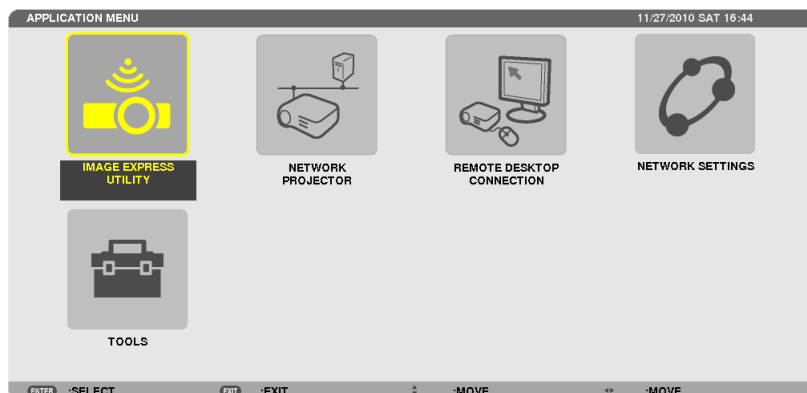 APPLICATION MENU
11/27/2010 SAT 16:44
IMAGE EXPRESS
UTILITY
NETWORK
PROJECTOR
REMOTE DESKTOP
CONNECTION
NETWORK SETTINGS
TOOLS
ENTER :SELECT
EXIT :EXIT
:MOVE
:MOVE